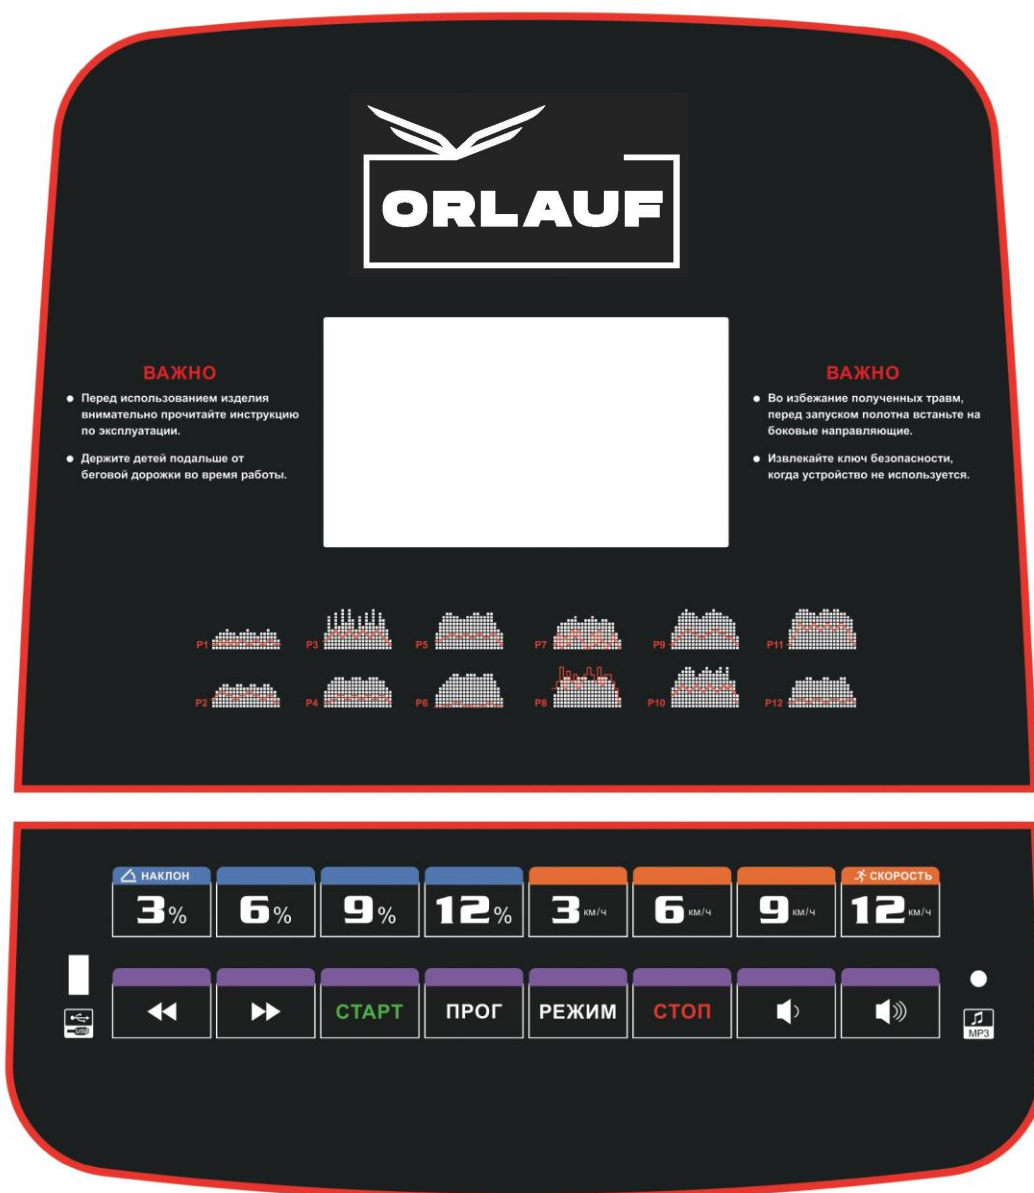 ORLAUF
ВАЖНО
Перед использованием изделия
внимательно прочитайте инструкцию
по эксплуатации.
Держите детей подальше от
беговой дорожки во время работы.
ВАЖНО
Во избежание полученных травм,
перед запуском полотна встаньте на
боковые направляющие.
Извлекайте ключ безопасности,
когда устройство не используется.
P1 P3 P5 P7 P9 P11
P2 P4 P6 P8 P10 P12
НАКЛОН СКОРОСТЬ
3% 6% 9% 12% 3 км/ч 6 км/ч 9 км/ч 12 км/ч
СТАРТ ПРОГ РЕЖИМ СТОП
USB
MP3